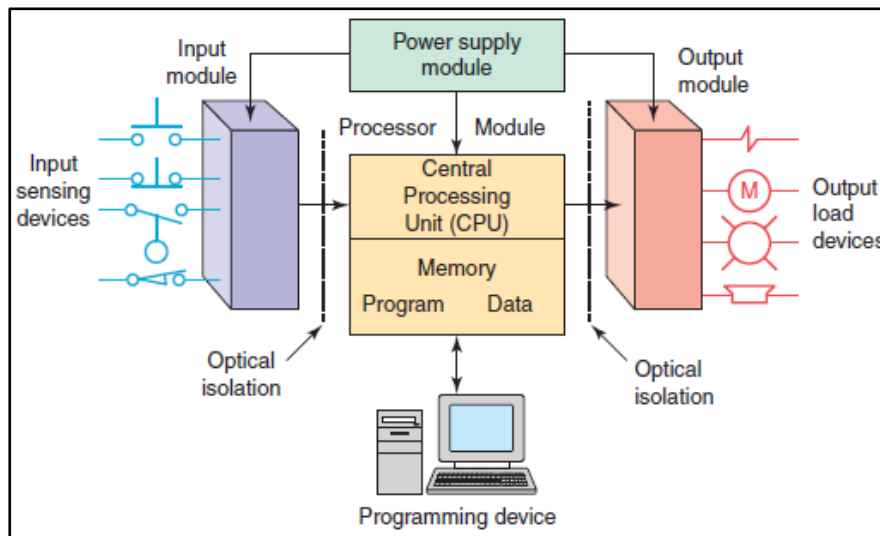 Input
module
Power supply
module
Output
module
Processor Module
Input
sensing
devices
Central
Processing
Unit (CPU)
M
Output
load
devices
Memory
Program Data
Optical
isolation
Optical
isolation
Programming device